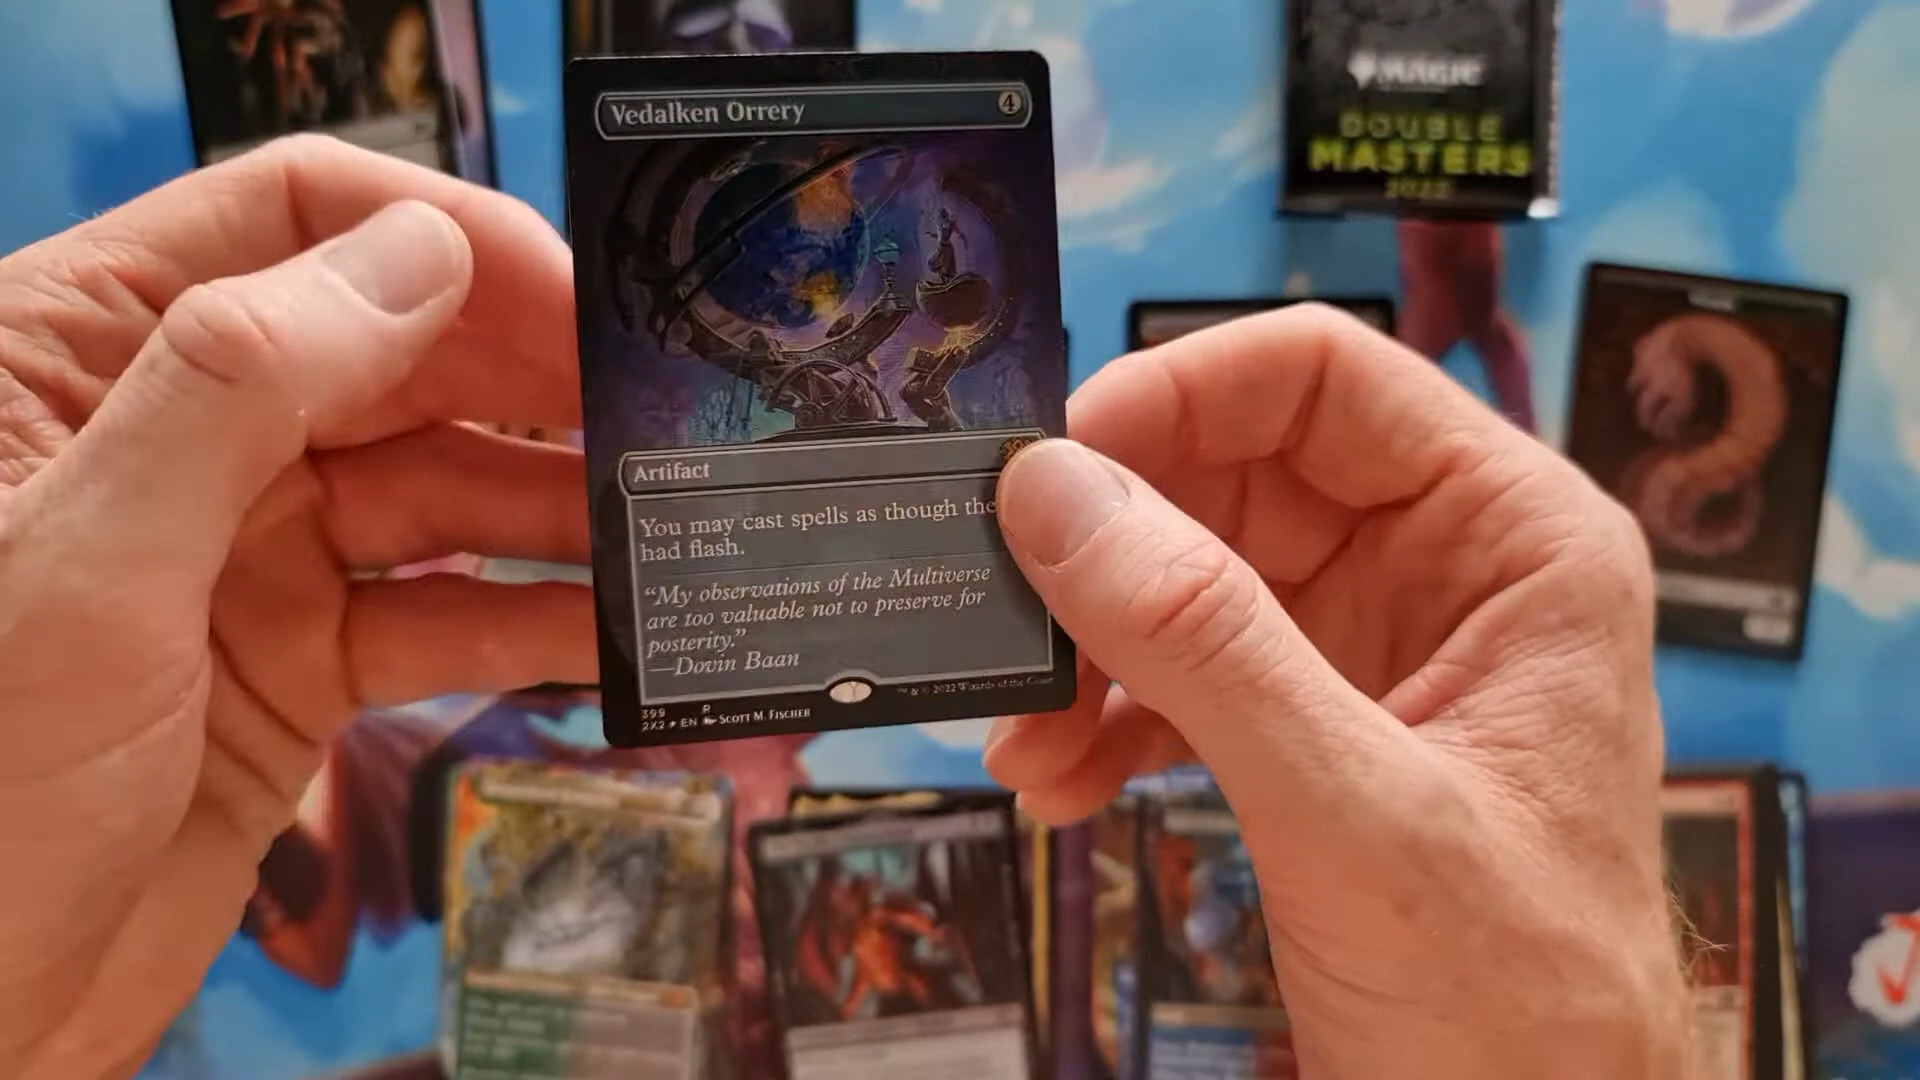 MAGIC
DOUBLE
MASTERS
2022
Vedalken Orrery
4
Artifact
You may cast spells as though the
had flash.
“My observations of the Multiverse
are too valuable not to preserve for
posterity.”
—Dovin Baan
399 R
2X2 ★ EN SCOTT M. FISCHER
™ & © 2022 Wizards of the Coast